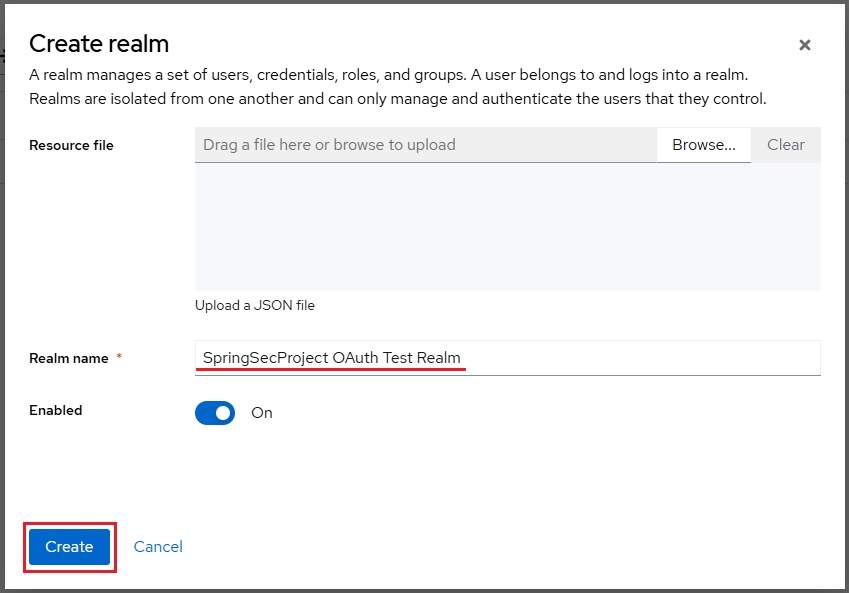 Create realm
A realm manages a set of users, credentials, roles, and groups. A user belongs to and logs into a realm.
Realms are isolated from one another and can only manage and authenticate the users that they control.
Resource file
Drag a file here or browse to upload
Browse...
Clear
Upload a JSON file
Realm name *
SpringSecProject OAuth Test Realm
Enabled
On
Create
Cancel